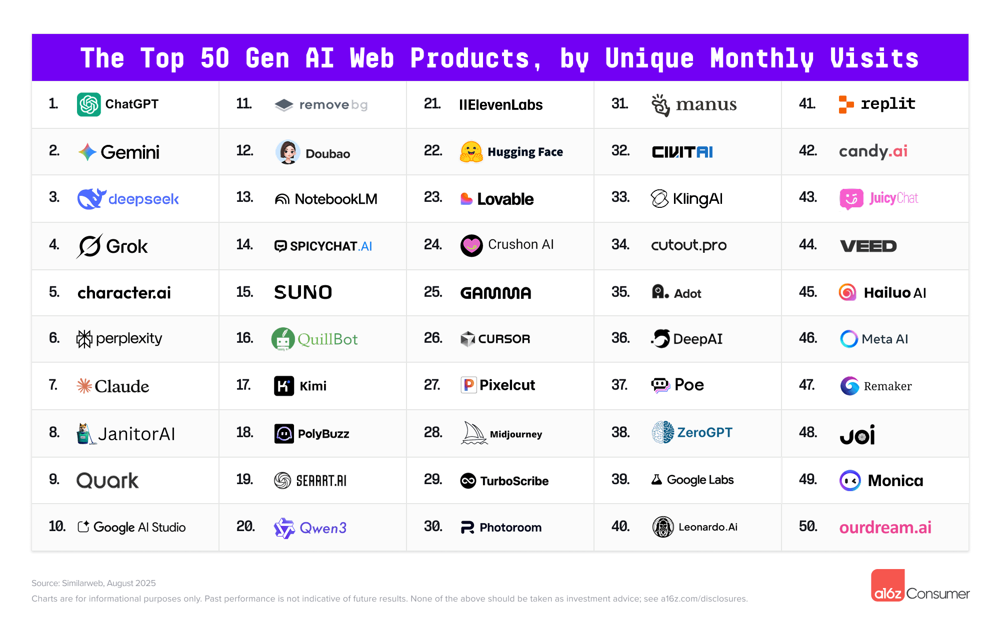 The Top 50 Gen AI Web Products, by Unique Monthly Visits
1. ChatGPT
2. Gemini
3. deepseek
4. Grok
5. character.ai
6. perplexity
7. Claude
8. JanitorAI
9. Quark
10. Google AI Studio
11. removebg
12. Doubao
13. NotebookLM
14. SPICYCHAT.AI
15. SUNO
16. QuillBot
17. Kimi
18. PolyBuzz
19. SEAART.AI
20. Qwen3
21. IIElevenLabs
22. Hugging Face
23. Lovable
24. Crushon AI
25. GAMMA
26. CURSOR
27. Pixelcut
28. Midjourney
29. TurboScribe
30. Photoroom
31. manus
32. CIVITAI
33. KlingAI
34. cutout.pro
35. A. Adot
36. DeepAI
37. Poe
38. ZeroGPT
39. Google Labs
40. Leonardo.Ai
41. replit
42. candy.ai
43. JuicyChat
44. VEED
45. Hailuo AI
46. Meta AI
47. Remaker
48. JOi
49. Monica
50. ourdream.ai
Source: Similarweb, August 2025
Charts are for informational purposes only. Past performance is not indicative of future results. None of the above should be taken as investment advice; see a16z.com/disclosures.
a16z Consumer